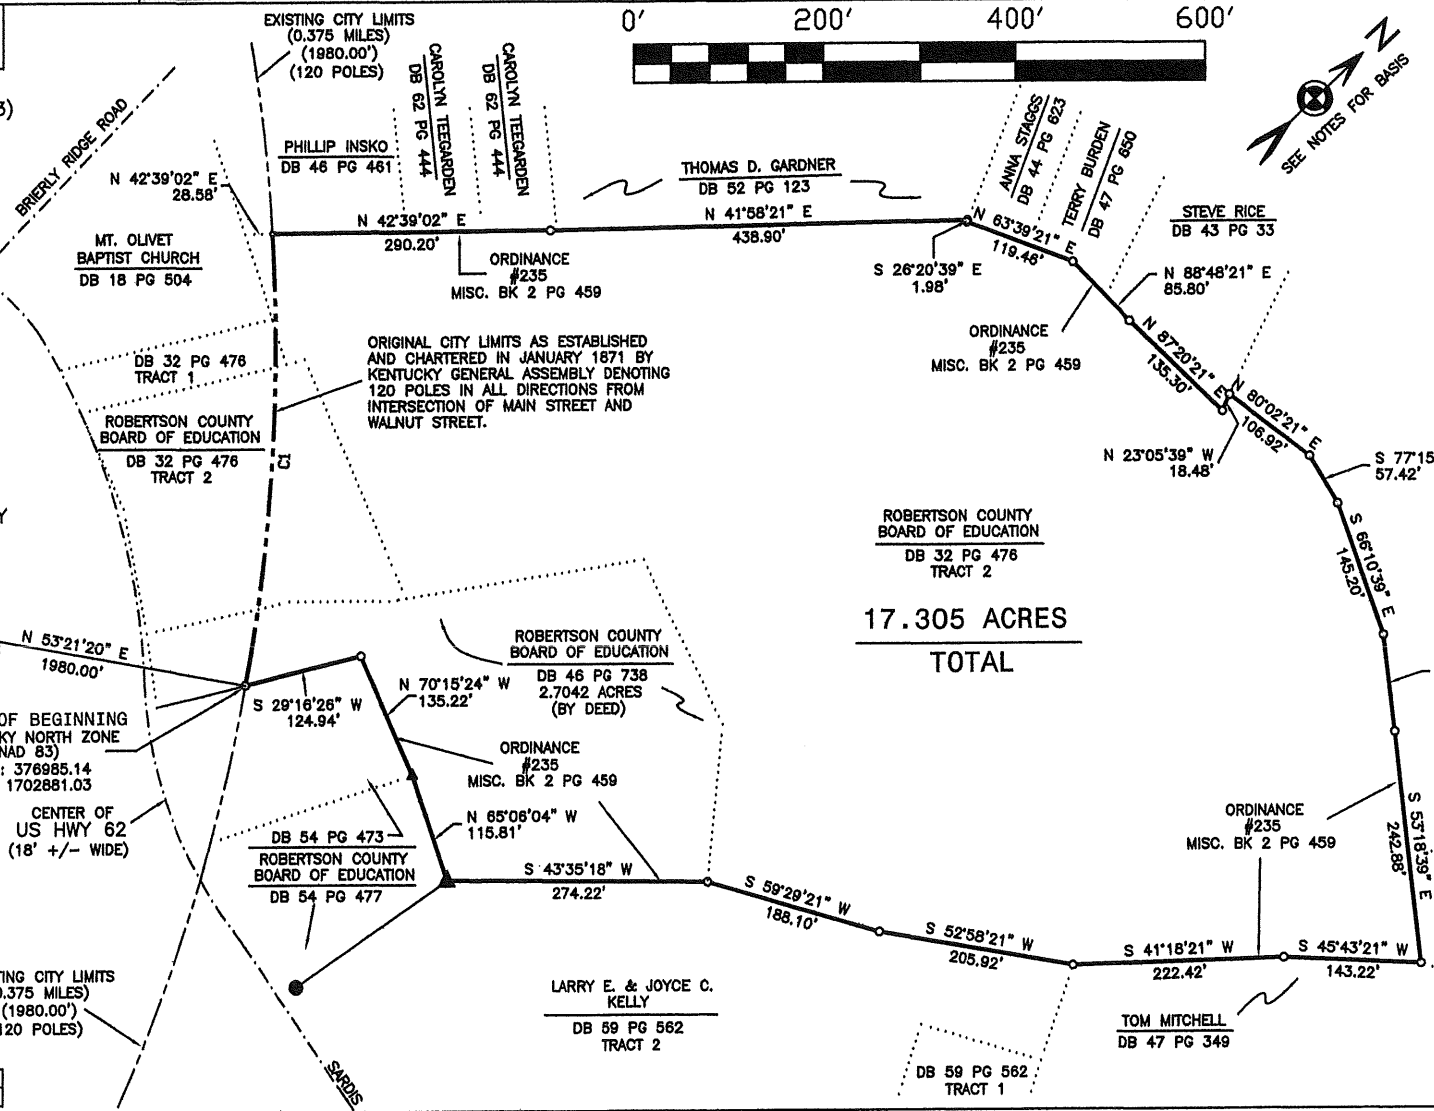 EXISTING CITY LIMITS
(0.375 MILES)
(1980.00')
(120 POLES)
0'
200'
400'
600'
N
SEE NOTES FOR BASIS
3)
BRIERLY RIDGE ROAD
CAROLYN TEEGARDEN
DB 62 PG 444
CAROLYN TEEGARDEN
DB 62 PG 444
PHILLIP INSKO
DB 46 PG 461
THOMAS D. GARDNER
DB 52 PG 123
ANNA STAGGS
DB 44 PG 623
TERRY BURDEN
DB 47 PG 650
STEVE RICE
DB 43 PG 33
N 42°39'02" E
28.58'
N 42°39'02" E
290.20'
N 41°58'21" E
438.90'
S 26°20'39" E
1.98'
N 63°39'21" E
119.46'
N 88°48'21" E
85.80'
MT. OLIVET
BAPTIST CHURCH
DB 18 PG 504
ORDINANCE
#235
MISC. BK 2 PG 459
ORDINANCE
#235
MISC. BK 2 PG 459
N 87°20'21" E
135.30'
N 23°05'39" W
18.48'
N 80°02'21" E
106.92'
S 77°15
57.42'
DB 32 PG 476
TRACT 1
ORIGINAL CITY LIMITS AS ESTABLISHED
AND CHARTERED IN JANUARY 1871 BY
KENTUCKY GENERAL ASSEMBLY DENOTING
120 POLES IN ALL DIRECTIONS FROM
INTERSECTION OF MAIN STREET AND
WALNUT STREET.
ROBERTSON COUNTY
BOARD OF EDUCATION
DB 32 PG 476
TRACT 2
C1
Y
ROBERTSON COUNTY
BOARD OF EDUCATION
DB 32 PG 476
TRACT 2
S 66°10'39" E
145.20'
17.305 ACRES
TOTAL
N 53°21'20" E
1980.00'
S 29°16'26" W
124.94'
N 70°15'24" W
135.22'
ROBERTSON COUNTY
BOARD OF EDUCATION
DB 46 PG 738
2.7042 ACRES
(BY DEED)
OF BEGINNING
KY NORTH ZONE
NAD 83)
: 376985.14
1702881.03
ORDINANCE
#235
MISC. BK 2 PG 459
CENTER OF
US HWY 62
(18' +/- WIDE)
N 65°06'04" W
115.81'
DB 54 PG 473
ROBERTSON COUNTY
BOARD OF EDUCATION
DB 54 PG 477
S 43°35'18" W
274.22'
S 59°29'21" W
188.10'
S 52°58'21" W
205.92'
S 41°18'21" W
222.42'
S 45°43'21" W
143.22'
ORDINANCE
#235
MISC. BK 2 PG 459
S 53°18'39" E
242.88'
TING CITY LIMITS
0.375 MILES)
(1980.00')
120 POLES)
LARRY E. & JOYCE C.
KELLY
DB 59 PG 562
TRACT 2
TOM MITCHELL
DB 47 PG 349
DB 59 PG 562
TRACT 1
SARDIS